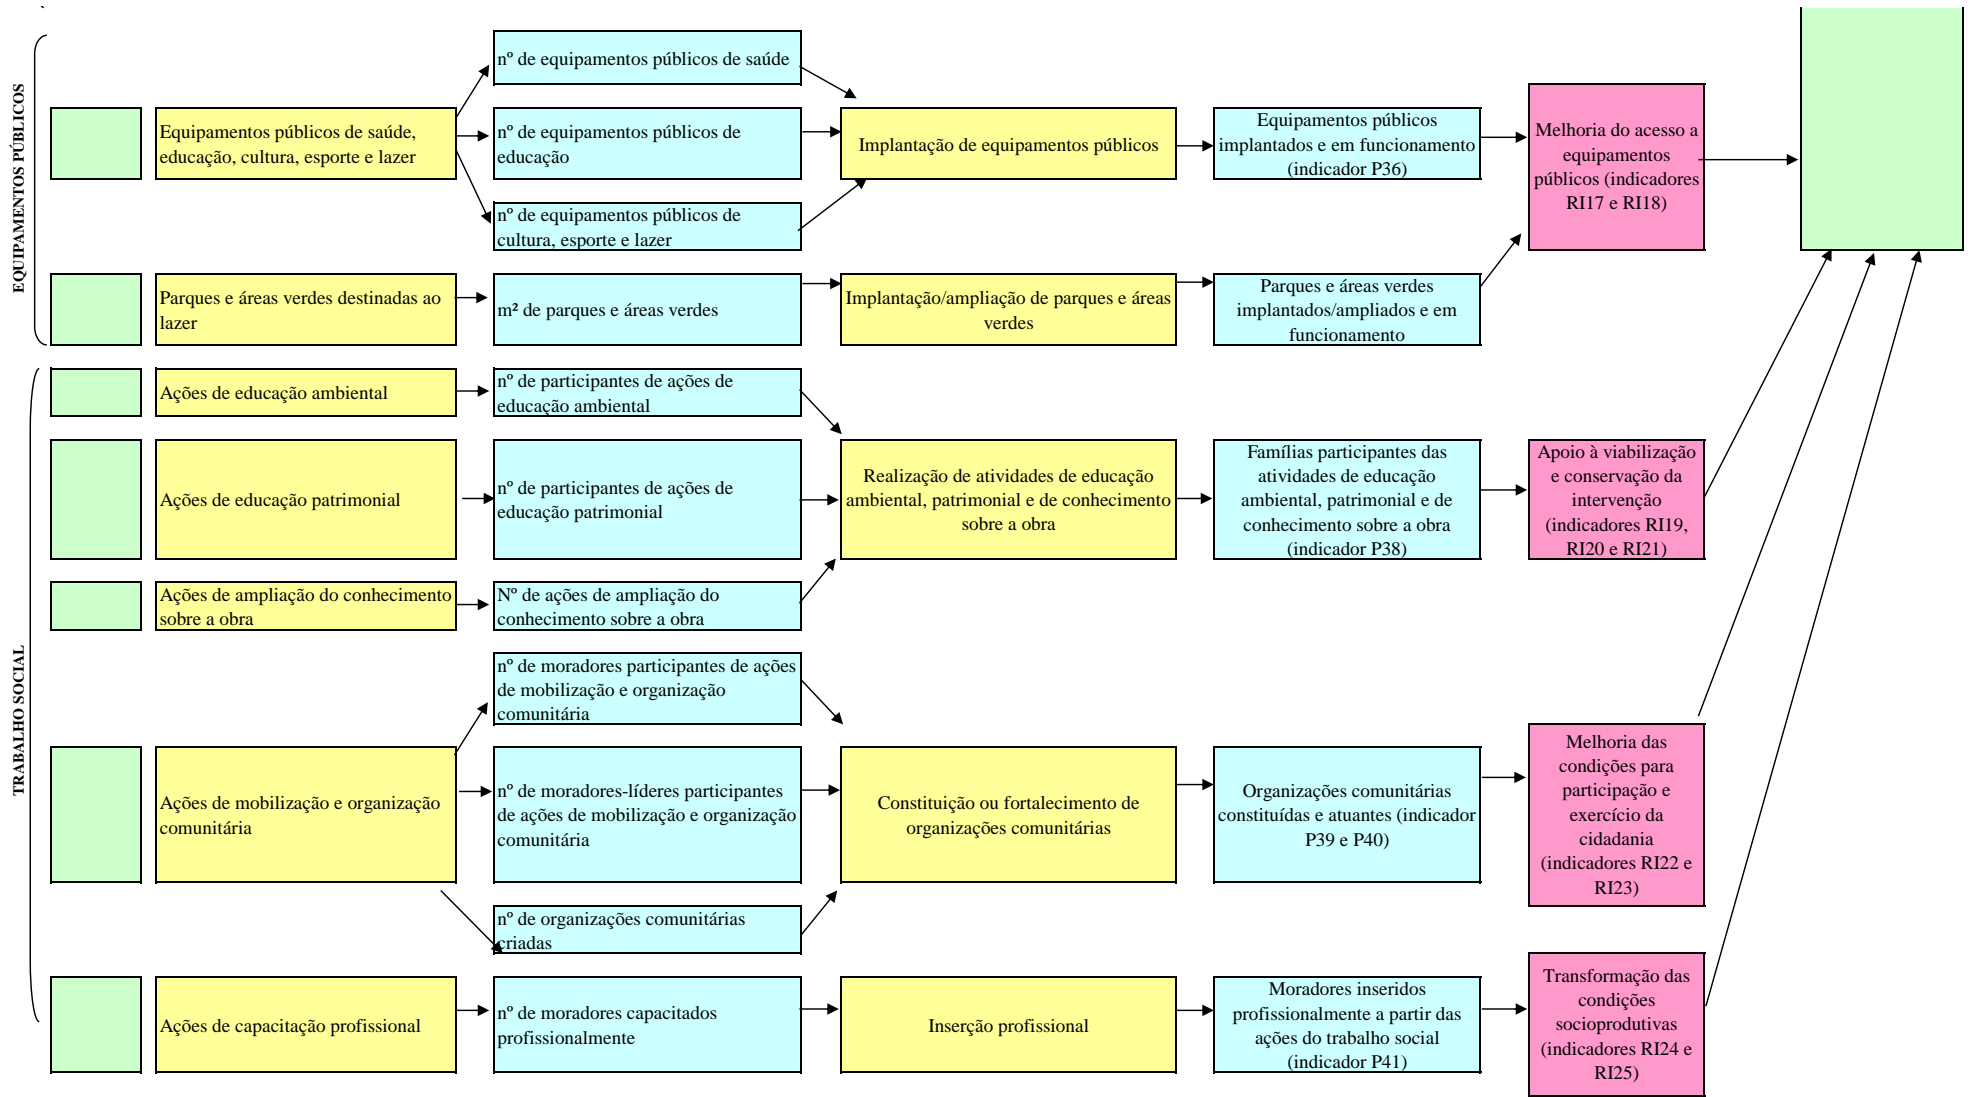 EQUIPAMENTOS PÚBLICOS
Equipamentos públicos de saúde,
educação, cultura, esporte e lazer
nº de equipamentos públicos de saúde
nº de equipamentos públicos de
educação
nº de equipamentos públicos de
cultura, esporte e lazer
Implantação de equipamentos públicos
Equipamentos públicos
implantados e em funcionamento
(indicador P36)
Melhoria do acesso a
equipamentos
públicos (indicadores
RI17 e RI18)
Parques e áreas verdes destinadas ao
lazer
m² de parques e áreas verdes
Implantação/ampliação de parques e áreas
verdes
Parques e áreas verdes
implantados/ampliados e em
funcionamento
TRABALHO SOCIAL
Ações de educação ambiental
nº de participantes de ações de
educação ambiental
Ações de educação patrimonial
nº de participantes de ações de
educação patrimonial
Realização de atividades de educação
ambiental, patrimonial e de conhecimento
sobre a obra
Famílias participantes das
atividades de educação
ambiental, patrimonial e de
conhecimento sobre a obra
(indicador P38)
Apoio à viabilização
e conservação da
intervenção
(indicadores RI19,
RI20 e RI21)
Ações de ampliação do conhecimento
sobre a obra
Nº de ações de ampliação do
conhecimento sobre a obra
nº de moradores participantes de ações
de mobilização e organização
comunitária
Ações de mobilização e organização
comunitária
nº de moradores-líderes participantes
de ações de mobilização e organização
comunitária
nº de organizações comunitárias
criadas
Constituição ou fortalecimento de
organizações comunitárias
Organizações comunitárias
constituídas e atuantes (indicador
P39 e P40)
Melhoria das
condições para
participação e
exercício da
cidadania
(indicadores RI22 e
RI23)
Ações de capacitação profissional
nº de moradores capacitados
profissionalmente
Inserção profissional
Moradores inseridos
profissionalmente a partir das
ações do trabalho social
(indicador P41)
Transformação das
condições
socioprodutivas
(indicadores RI24 e
RI25)